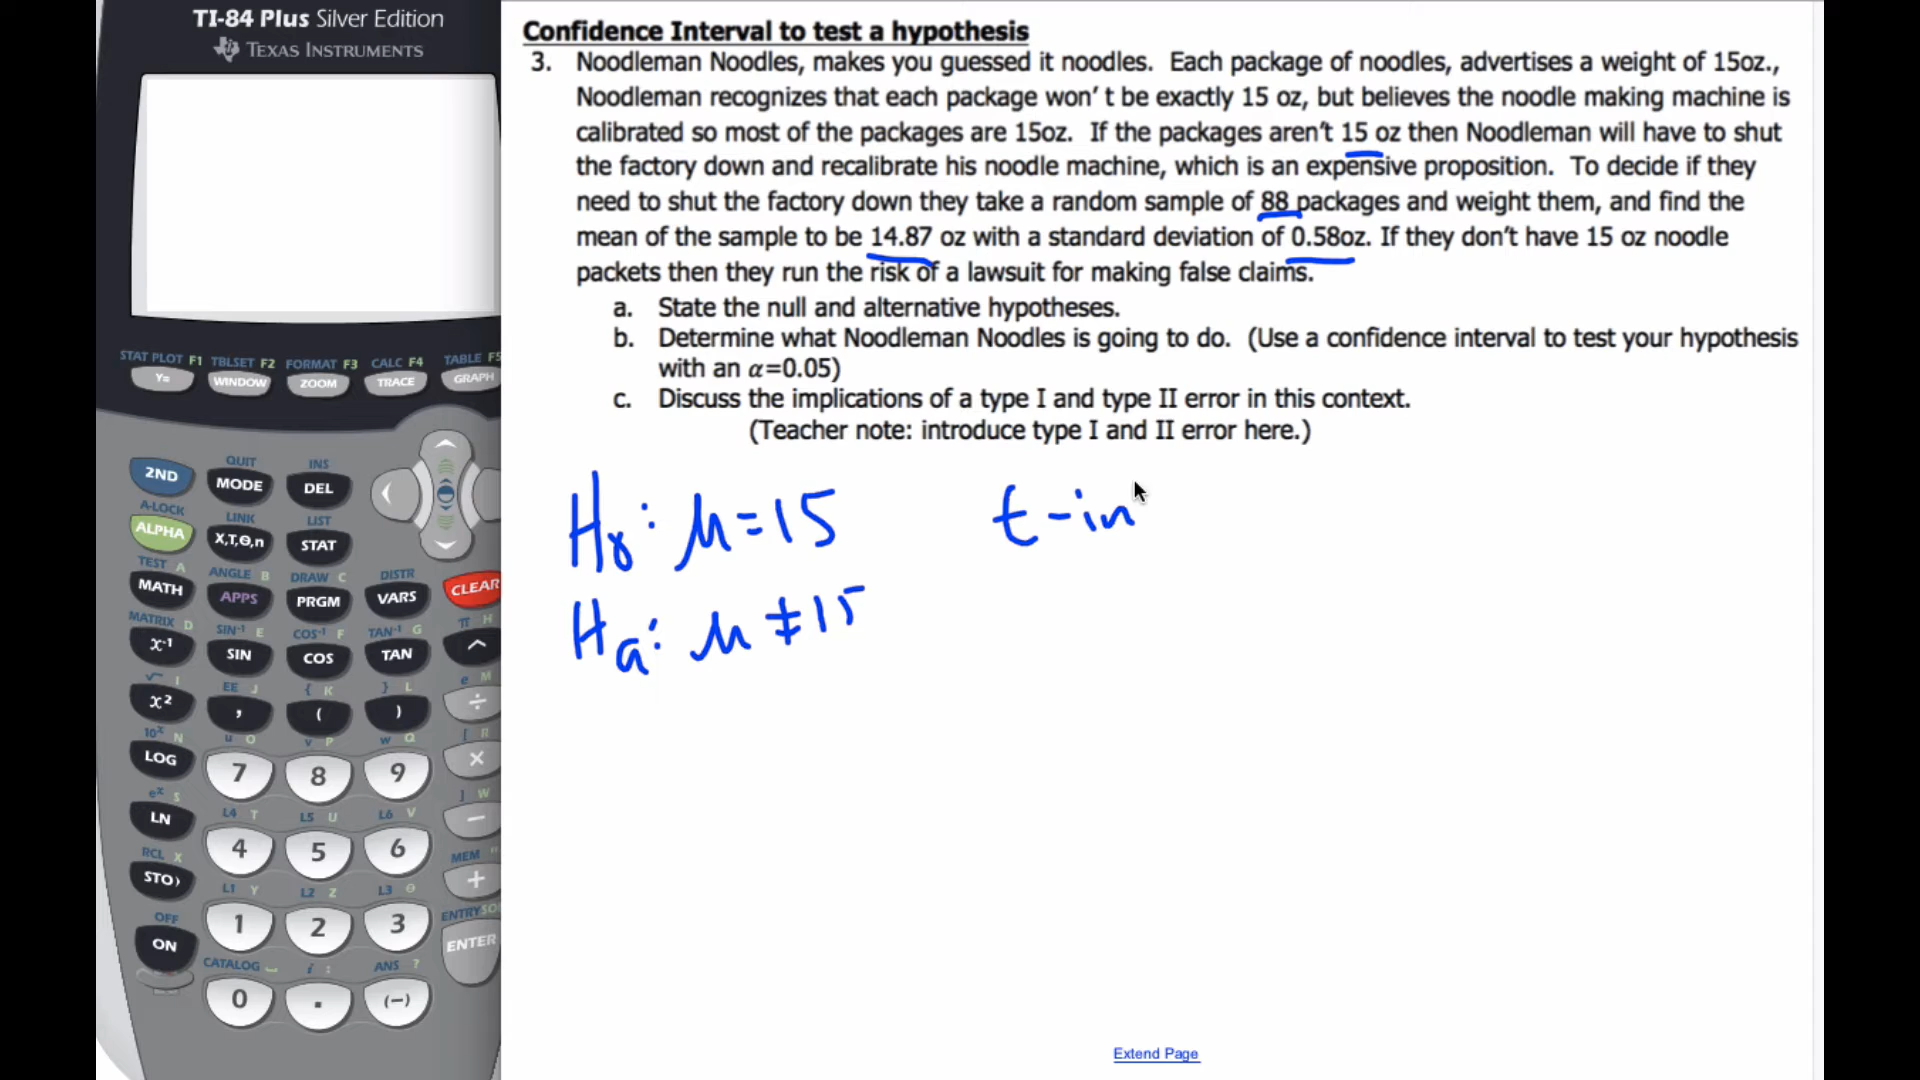 TI-84 Plus Silver Edition
TEXAS INSTRUMENTS
Confidence Interval to test a hypothesis
3. Noodleman Noodles, makes you guessed it noodles. Each package of noodles, advertises a weight of 15oz.,
Noodleman recognizes that each package won' t be exactly 15 oz, but believes the noodle making machine is
calibrated so most of the packages are 15oz. If the packages aren't 15 oz then Noodleman will have to shut
the factory down and recalibrate his noodle machine, which is an expensive proposition. To decide if they
need to shut the factory down they take a random sample of 88 packages and weight them, and find the
mean of the sample to be 14.87 oz with a standard deviation of 0.58oz. If they don't have 15 oz noodle
packets then they run the risk of a lawsuit for making false claims.
a. State the null and alternative hypotheses.
b. Determine what Noodleman Noodles is going to do. (Use a confidence interval to test your hypothesis
with an α=0.05)
c. Discuss the implications of a type I and type II error in this context.
(Teacher note: introduce type I and II error here.)
H₀: μ=15 t-in
Hₐ: μ≠15
STAT PLOT F1 TBLSET F2 FORMAT F3 CALC F4 TABLE F5
Y= WINDOW ZOOM TRACE GRAPH
QUIT INS
2ND MODE DEL
A-LOCK LINK LIST
ALPHA X,T,Θ,n STAT
TEST A ANGLE B DRAW C DISTR
MATH APPS PRGM VARS CLEAR
MATRIX D SIN⁻¹ E COS⁻¹ F TAN⁻¹ G π H
x⁻¹ SIN COS TAN ^
√ I EE J { K } L e M
x² , ( ) ÷
10ˣ N u O v P w Q [ R
LOG 7 8 9 ×
eˣ S L4 T L5 U L6 V ] W
LN 4 5 6 −
RCL X L1 Y L2 Z L3 θ MEM "
STO› 1 2 3 +
OFF CATALOG i : ANS ? ENTRY SO
ON 0 . (−) ENTER
Extend Page